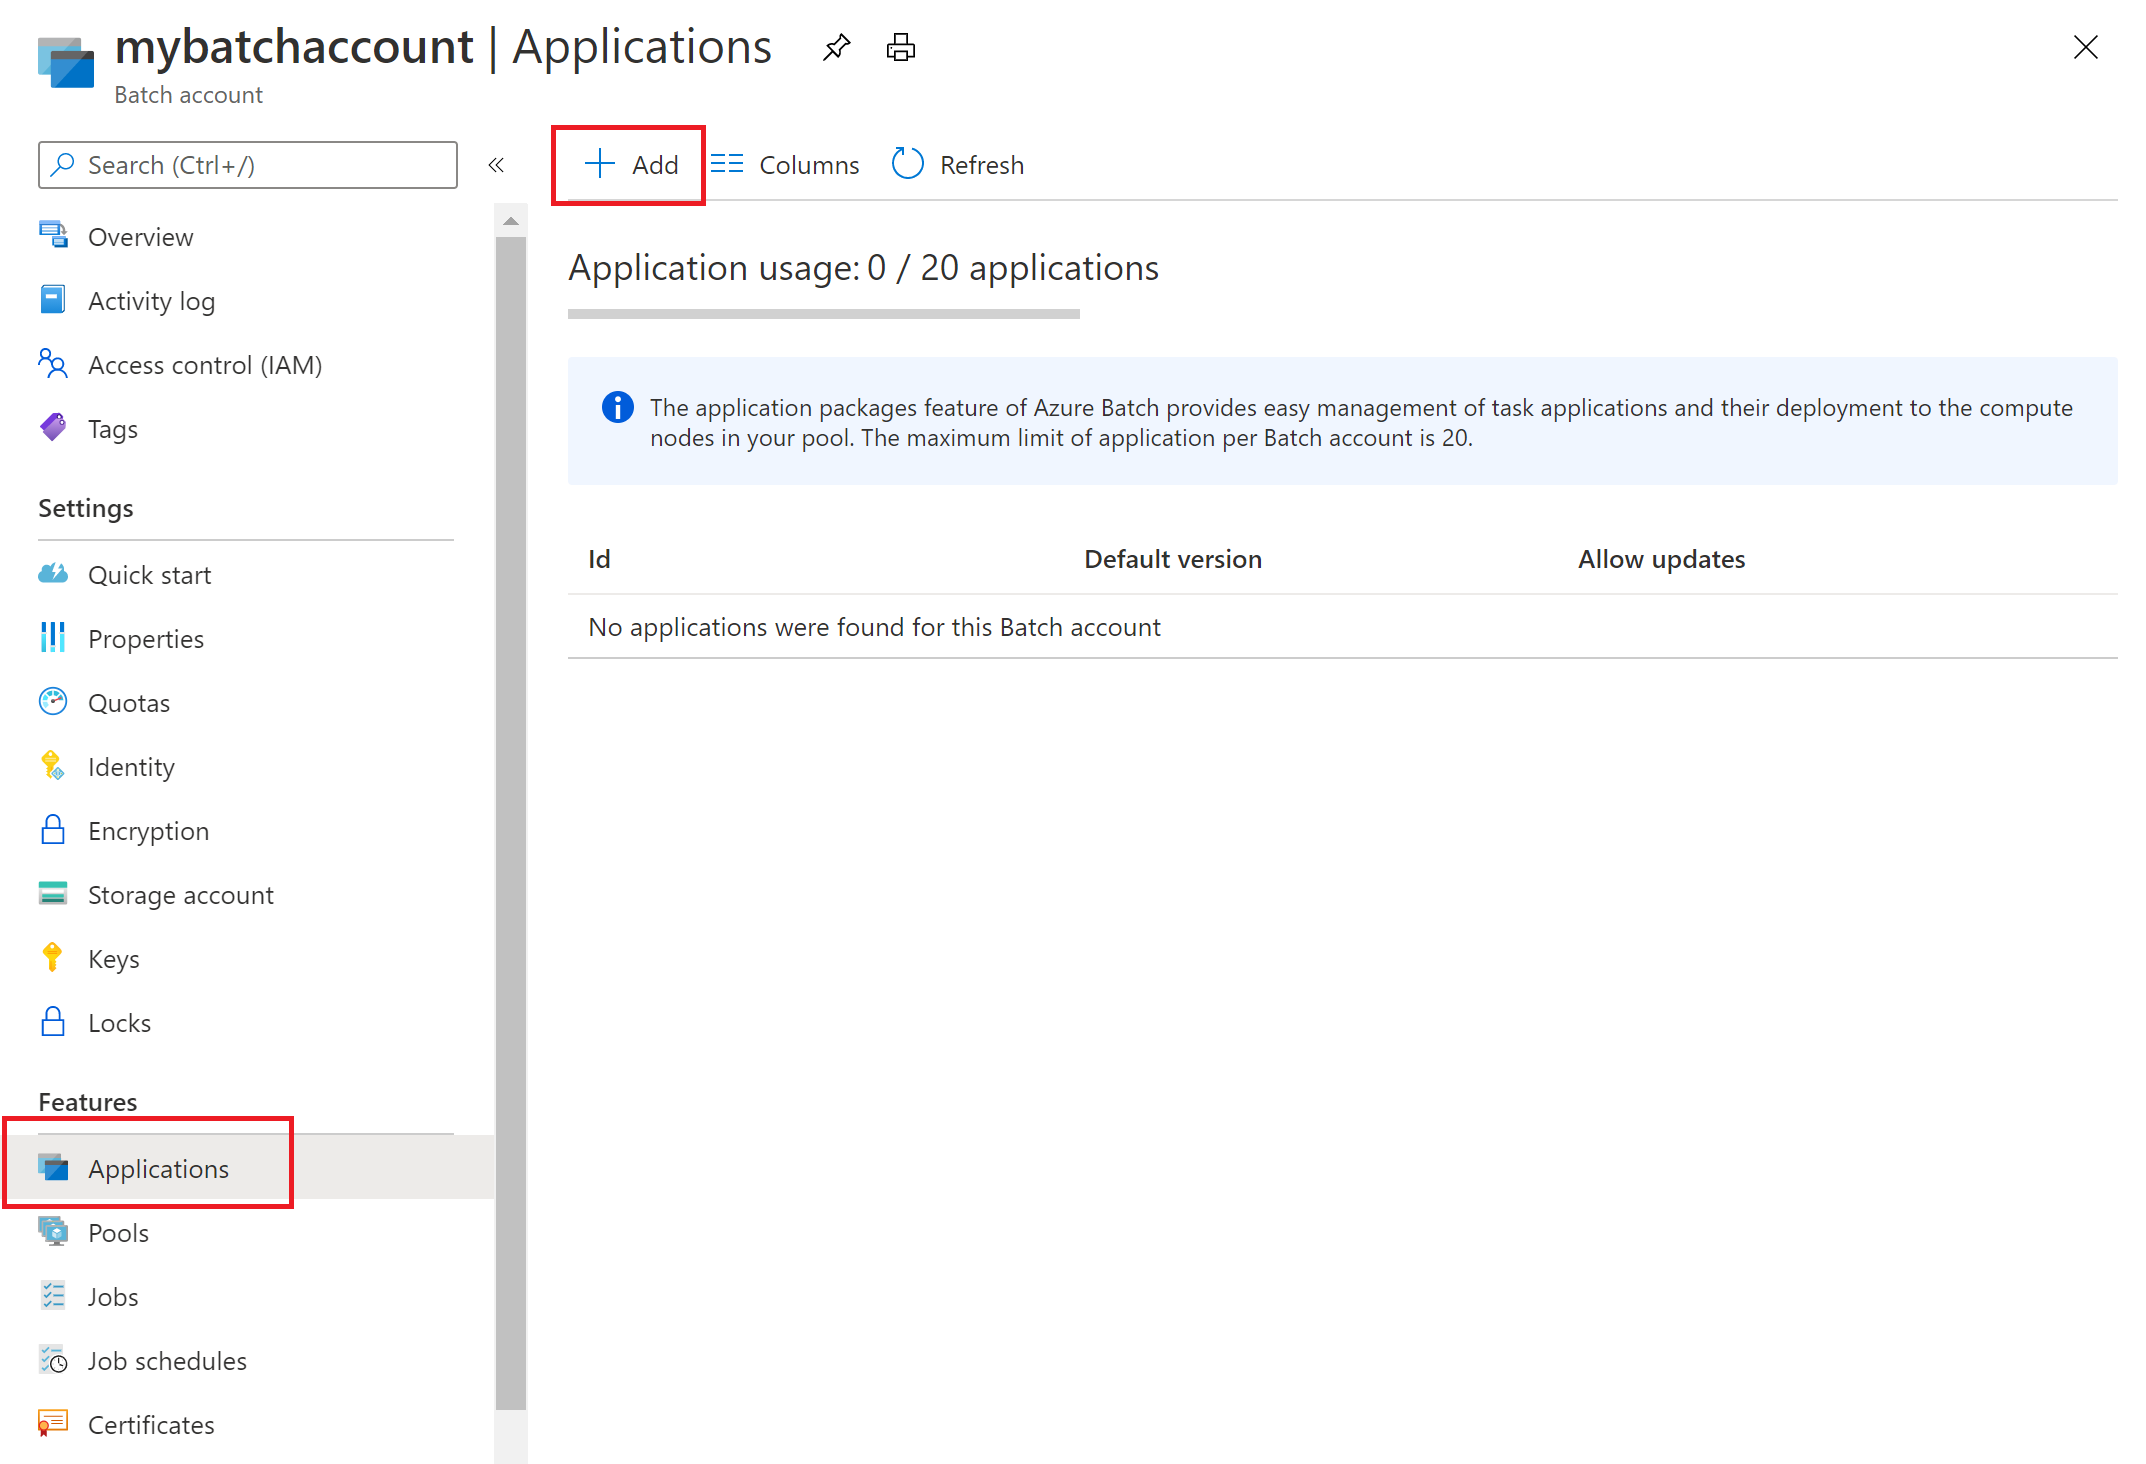 mybatchaccount | Applications
Batch account
Search (Ctrl+/)
«
Overview
Activity log
Access control (IAM)
Tags
Settings
Quick start
Properties
Quotas
Identity
Encryption
Storage account
Keys
Locks
Features
Applications
Pools
Jobs
Job schedules
Certificates
Add
Columns
Refresh
Application usage: 0 / 20 applications
The application packages feature of Azure Batch provides easy management of task applications and their deployment to the compute
nodes in your pool. The maximum limit of application per Batch account is 20.
Id Default version Allow updates
No applications were found for this Batch account